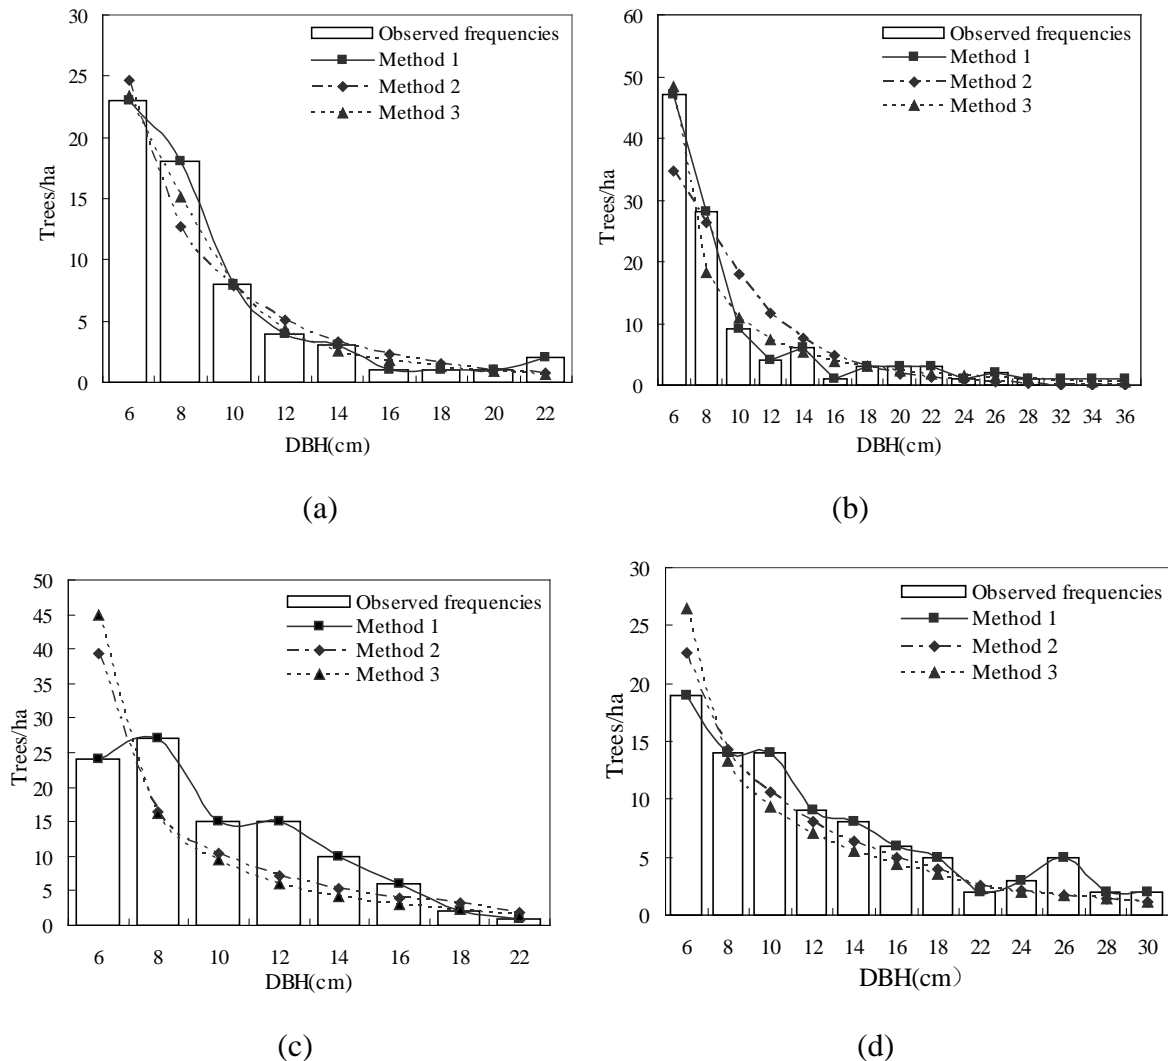 (a)
30
25
20
15
10
5
0
Trees/ha
Observed frequencies
Method 1
Method 2
Method 3
6 8 10 12 14 16 18 20 22
DBH(cm)
(b)
60
50
40
30
20
10
0
Trees/ha
Observed frequencies
Method 1
Method 2
Method 3
6 8 10 12 14 16 18 20 22 24 26 28 32 34 36
DBH(cm)
(a)
(b)
50
45
40
35
30
25
20
15
10
5
0
Trees/ha
Observed frequencies
Method 1
Method 2
Method 3
6 8 10 12 14 16 18 22
DBH(cm)
(c)
30
25
20
15
10
5
0
Trees/ha
Observed frequencies
Method 1
Method 2
Method 3
6 8 10 12 14 16 18 22 24 26 28 30
DBH(cm）
(d)